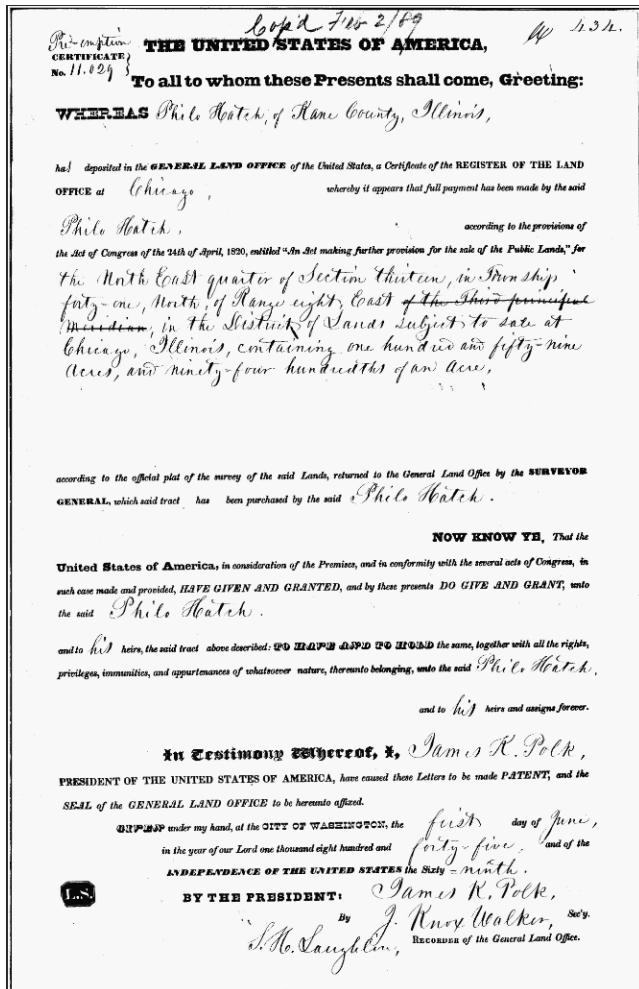 Cop'd Feb 2/89
434.
Pre-emption
CERTIFICATE
No. 11.029
THE UNITED STATES OF AMERICA,
To all to whom these Presents shall come, Greeting:
WHEREAS Philo Hatch, of Kane County, Illinois,
ha deposited in the GENERAL LAND OFFICE of the United States, a Certificate of the REGISTER OF THE LAND
OFFICE at Chicago, whereby it appears that full payment has been made by the said
Philo Hatch, according to the provisions of
the Act of Congress of the 24th of April, 1820, entitled "An Act making further provision for the sale of the Public Lands," for
the North East quarter of Section thirteen, in Township
forty-one, North, of Range eight, East of the Third principal
Meridian, in the District of Lands subject to sale at
Chicago, Illinois, containing one hundred and fifty-nine
Acres, and ninety-four hundredths of an Acre,
according to the official plat of the survey of the said Lands, returned to the General Land Office by the SURVEYOR
GENERAL, which said tract has been purchased by the said Philo Hatch.
NOW KNOW YE, That the
United States of America, in consideration of the Premises, and in conformity with the several acts of Congress, in
such case made and provided, HAVE GIVEN AND GRANTED, and by these presents DO GIVE AND GRANT, unto
the said Philo Hatch.
and to his heirs, the said tract above described: TO HAVE AND TO HOLD the same, together with all the rights,
privileges, immunities, and appurtenances of whatsoever nature, thereunto belonging, unto the said Philo Hatch,
and to his heirs and assigns forever.
In Testimony Whereof, I, James K. Polk,
PRESIDENT OF THE UNITED STATES OF AMERICA, have caused these Letters to be made PATENT, and the
SEAL of the GENERAL LAND OFFICE to be hereunto affixed.
GIVEN under my hand, at the CITY OF WASHINGTON, the first day of June,
in the year of our Lord one thousand eight hundred and forty-five, and of the
INDEPENDENCE OF THE UNITED STATES the Sixty-ninth.
L.S.
BY THE PRESIDENT: James K. Polk,
By J. Knox Walker, Sec'y.
S. H. Laughlin, RECORDER of the General Land Office.